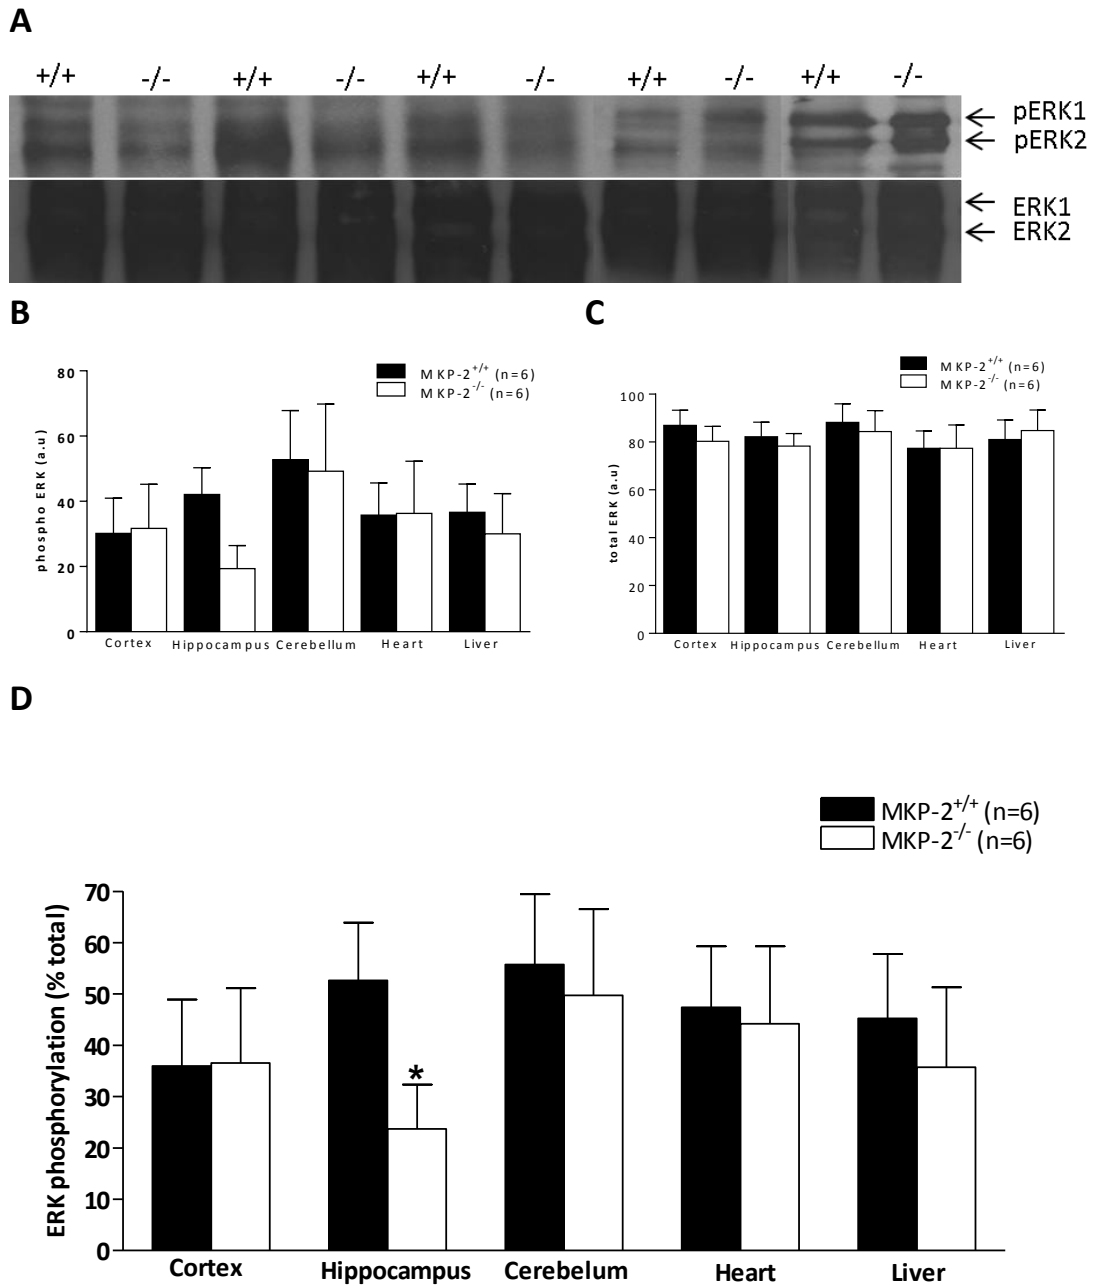 A
+/+ -/- +/+ -/- +/+ -/- +/+ -/- +/+ -/-
pERK1
pERK2
ERK1
ERK2
B
MKP-2+/+ (n=6)
MKP-2-/- (n=6)
80
60
40
20
0
phospho ERK (a.u)
Cortex Hippocampus Cerebellum Heart Liver
C
MKP-2+/+ (n=6)
MKP-2-/- (n=6)
100
80
60
40
20
0
total ERK (a.u)
Cortex Hippocampus Cerebellum Heart Liver
D
MKP-2+/+ (n=6)
MKP-2-/- (n=6)
70
60
50
40
30
20
10
0
ERK phosphorylation (% total)
*
Cortex Hippocampus Cerebelum Heart Liver